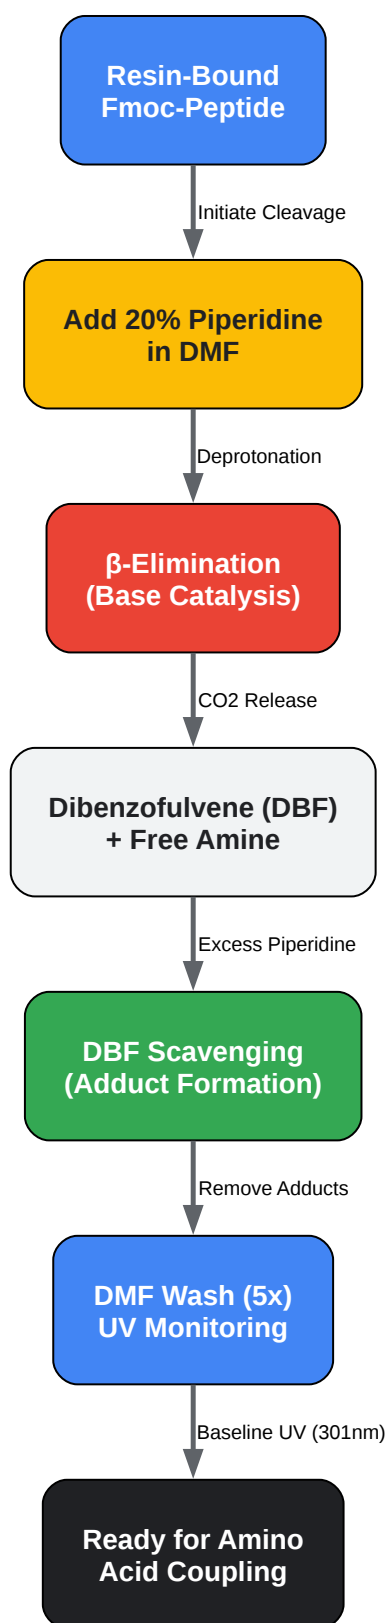 Resin-Bound
Fmoc-Peptide
Initiate Cleavage
Add 20% Piperidine
in DMF
Deprotonation
β-Elimination
(Base Catalysis)
CO2 Release
Dibenzofulvene (DBF)
+ Free Amine
Excess Piperidine
DBF Scavenging
(Adduct Formation)
Remove Adducts
DMF Wash (5x)
UV Monitoring
Baseline UV (301nm)
Ready for Amino
Acid Coupling